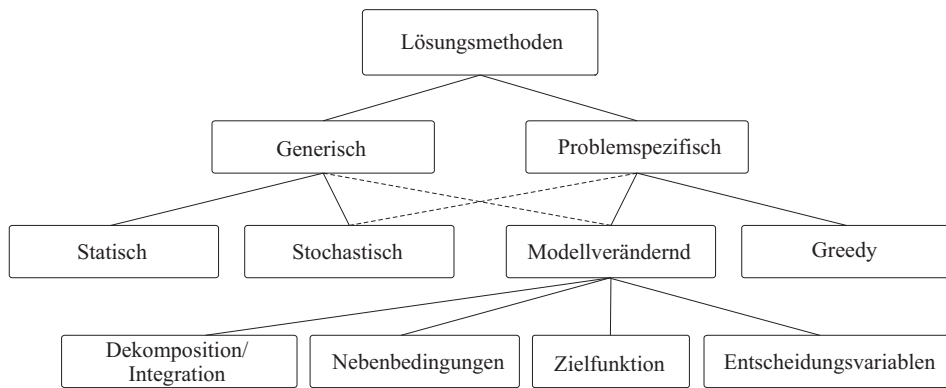 Lösungsmethoden
Generisch
Problemspezifisch
Statisch
Stochastisch
Modellverändernd
Greedy
Dekomposition/
Integration
Nebenbedingungen
Zielfunktion
Entscheidungsvariablen